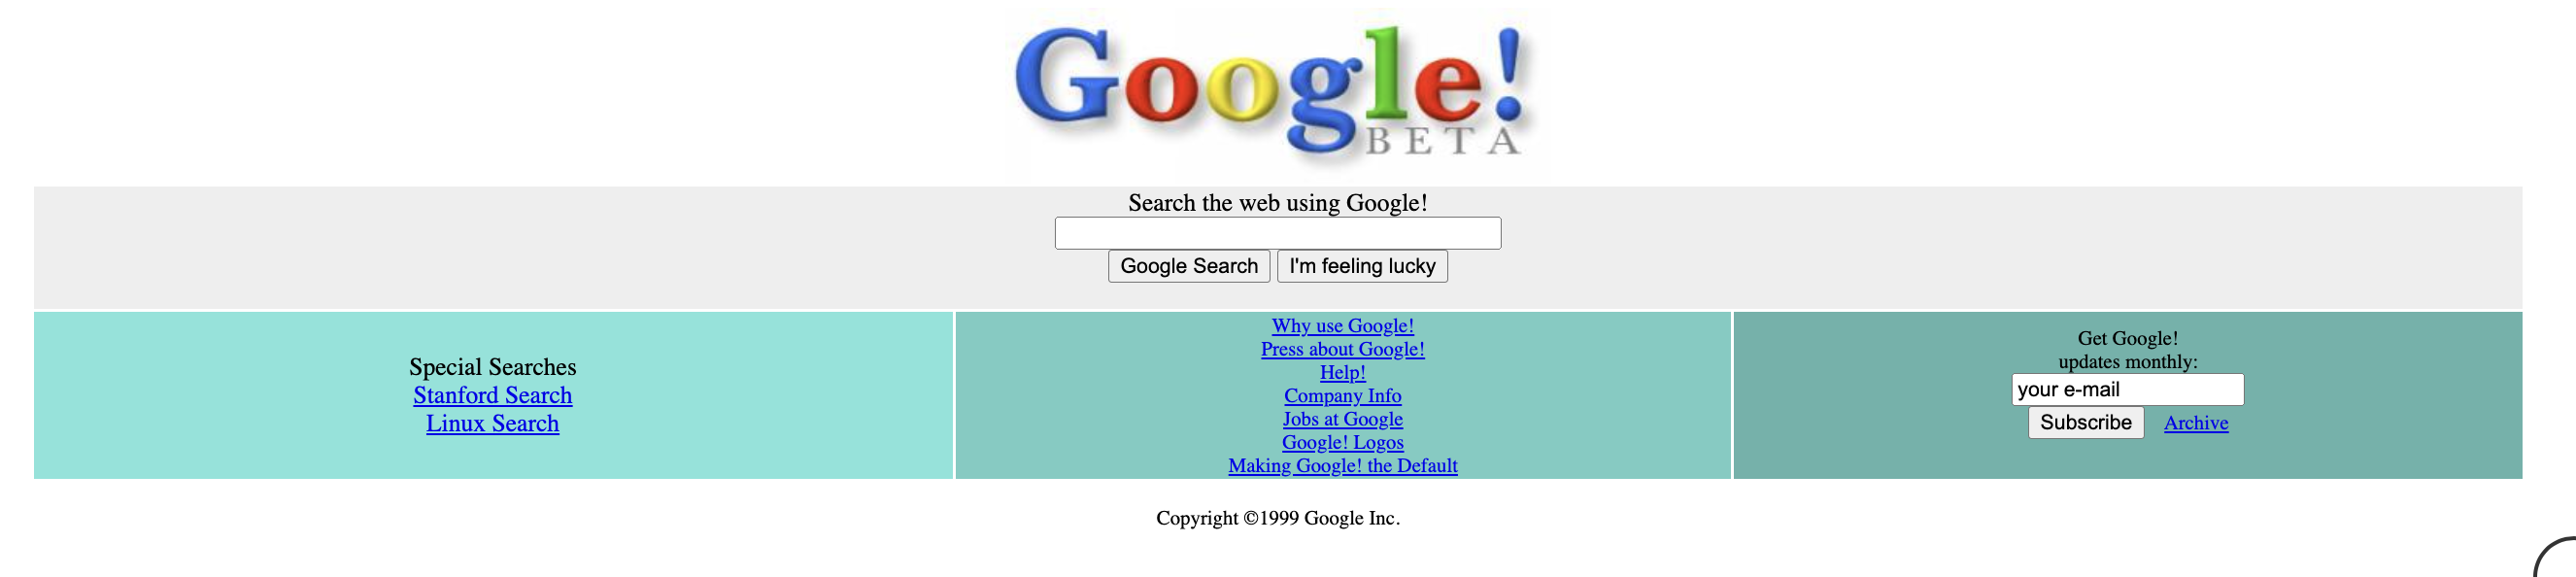 Google!
BETA
Search the web using Google!
Google Search I'm feeling lucky
Special Searches
Stanford Search
Linux Search
Why use Google!
Press about Google!
Help!
Company Info
Jobs at Google
Google! Logos
Making Google! the Default
Get Google!
updates monthly:
your e-mail
Subscribe Archive
Copyright ©1999 Google Inc.